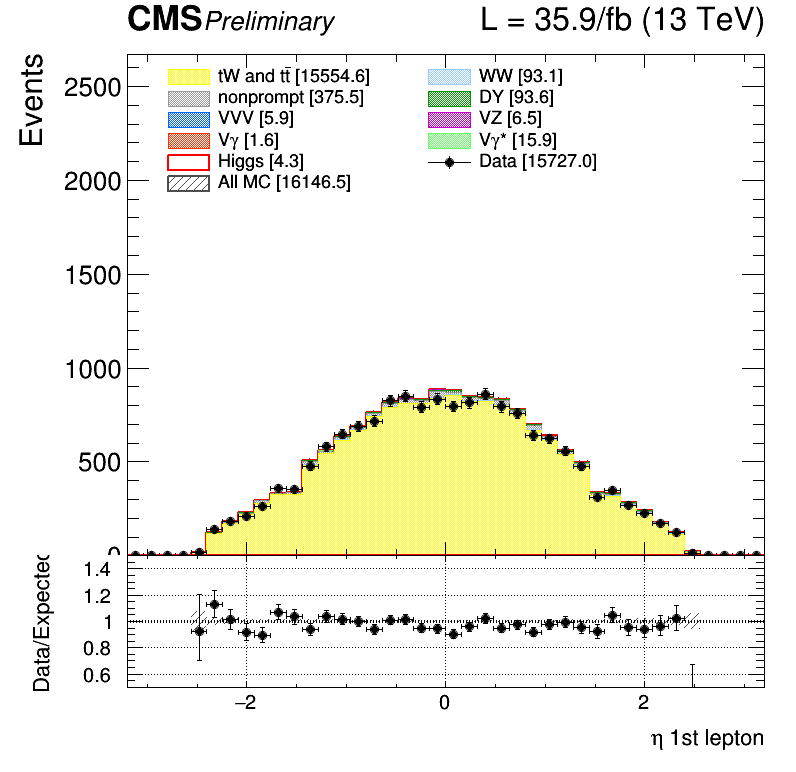 CMS Preliminary L = 35.9/fb (13 TeV)
Events
2500
2000
1500
1000
500
0
tW and tt̄ [15554.6]
nonprompt [375.5]
VVV [5.9]
Vγ [1.6]
Higgs [4.3]
All MC [16146.5]
WW [93.1]
DY [93.6]
VZ [6.5]
Vγ* [15.9]
Data [15727.0]
Data/Expected
1.4
1.2
1
0.8
0.6
−2 0 2
η 1st lepton